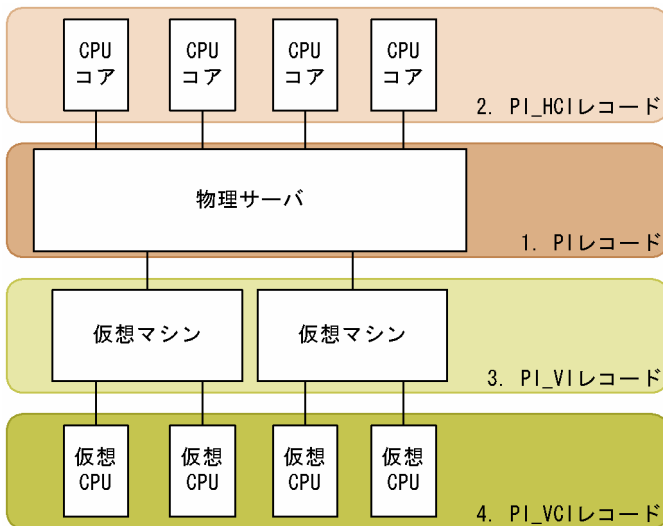 CPU
コア
CPU
コア
CPU
コア
CPU
コア
2. PI_HCIレコード
物理サーバ
1. PIレコード
仮想マシン
仮想マシン
3. PI_VIレコード
仮想
CPU
仮想
CPU
仮想
CPU
仮想
CPU
4. PI_VCIレコード